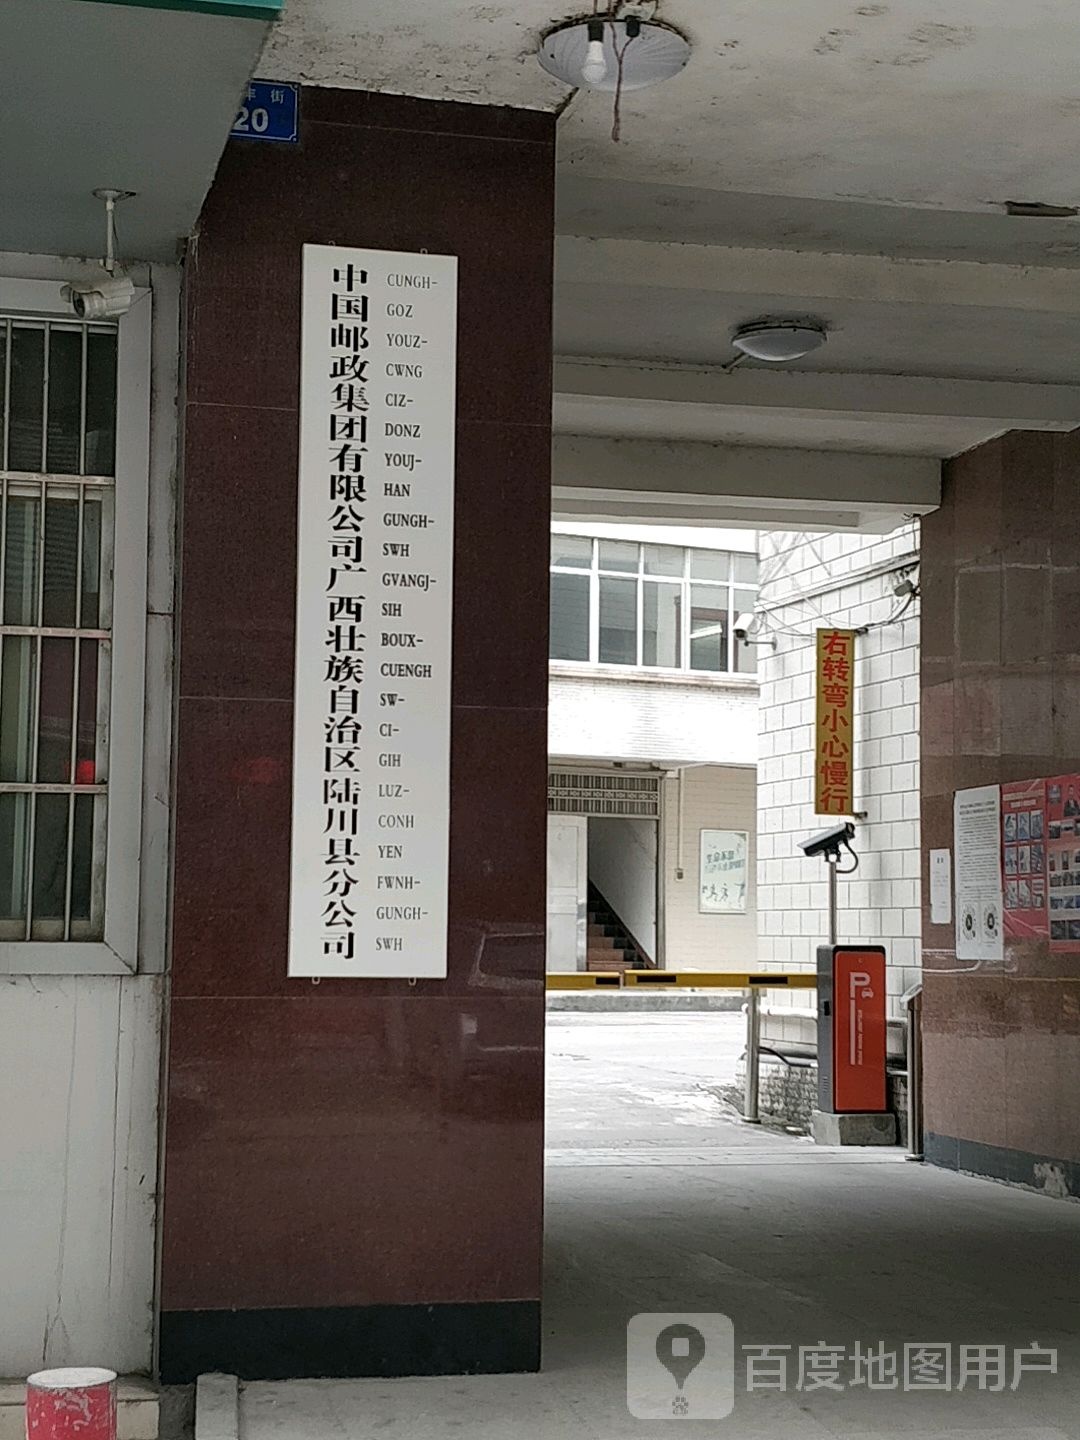 街
20
中国邮政集团有限公司广西壮族自治区陆川县分公司
CUNGH-
GOZ
YOUZ-
CWNG
CIZ-
DONZ
YOUJ-
HAN
GUNGH-
SWH
GVANGJ-
SIH
BOUX-
CUENGH
SW-
CI-
GIH
LUZ-
CONH
YEN
FWNH-
GUNGH-
SWH
右转弯小心慢行
P
百度地图用户